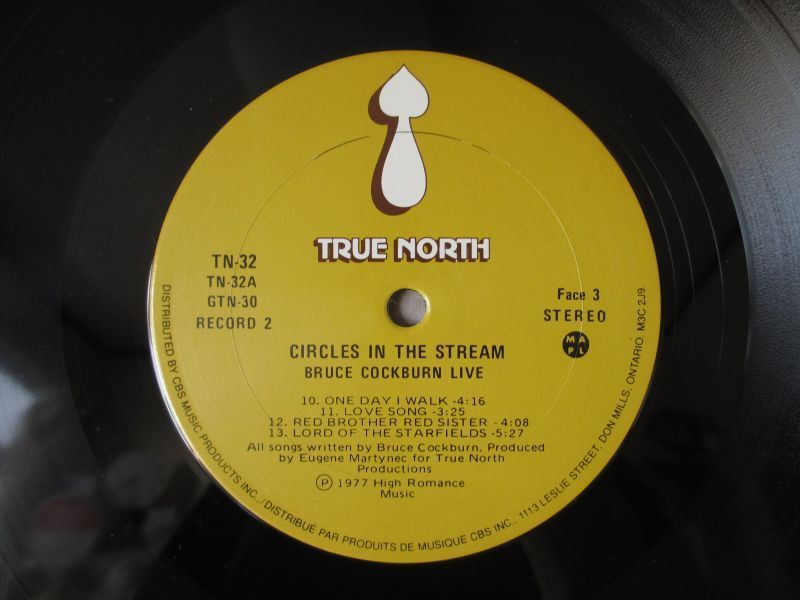 TRUE NORTH
TN-32
TN-32A
GTN-30
RECORD 2
Face 3
STEREO
M A
P L
CIRCLES IN THE STREAM
BRUCE COCKBURN LIVE
10. ONE DAY I WALK -4:16
11. LOVE SONG -3:25
12. RED BROTHER RED SISTER -4:08
13. LORD OF THE STARFIELDS -5:27
All songs written by Bruce Cockburn, Produced
by Eugene Martynec for True North
Productions
Ⓟ 1977 High Romance
Music
DISTRIBUTED BY CBS MUSIC PRODUCTS INC., /DISTRIBUÉ PAR PRODUITS DE MUSIQUE CBS INC., 1113 LESLIE STREET, DON MILLS, ONTARIO. M3C 2J9.